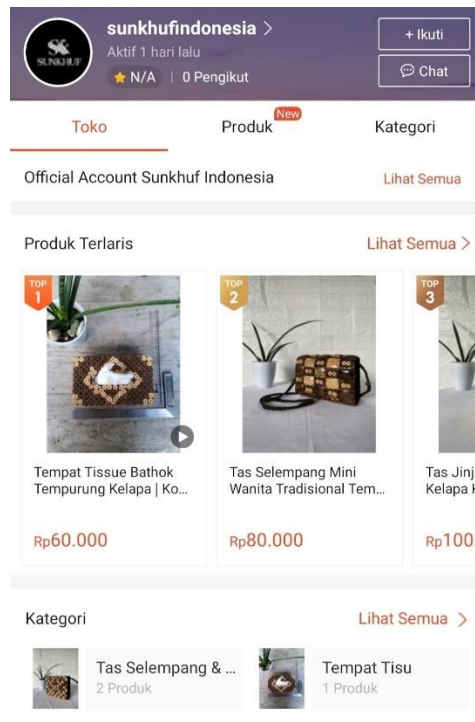 SK
SUNKHUF
sunkhufindonesia >
Aktif 1 hari lalu
N/A | 0 Pengikut
+ Ikuti
Chat
Toko
Produk
New
Kategori
Official Account Sunkhuf Indonesia
Lihat Semua
Produk Terlaris
Lihat Semua >
TOP
1
TOP
2
TOP
3
Tempat Tissue Bathok
Tempurung Kelapa | Ko...
Rp60.000
Tas Selempang Mini
Wanita Tradisional Tem...
Rp80.000
Tas Jinj
Kelapa
Rp100
Kategori
Lihat Semua >
Tas Selempang & ...
2 Produk
Tempat Tisu
1 Produk